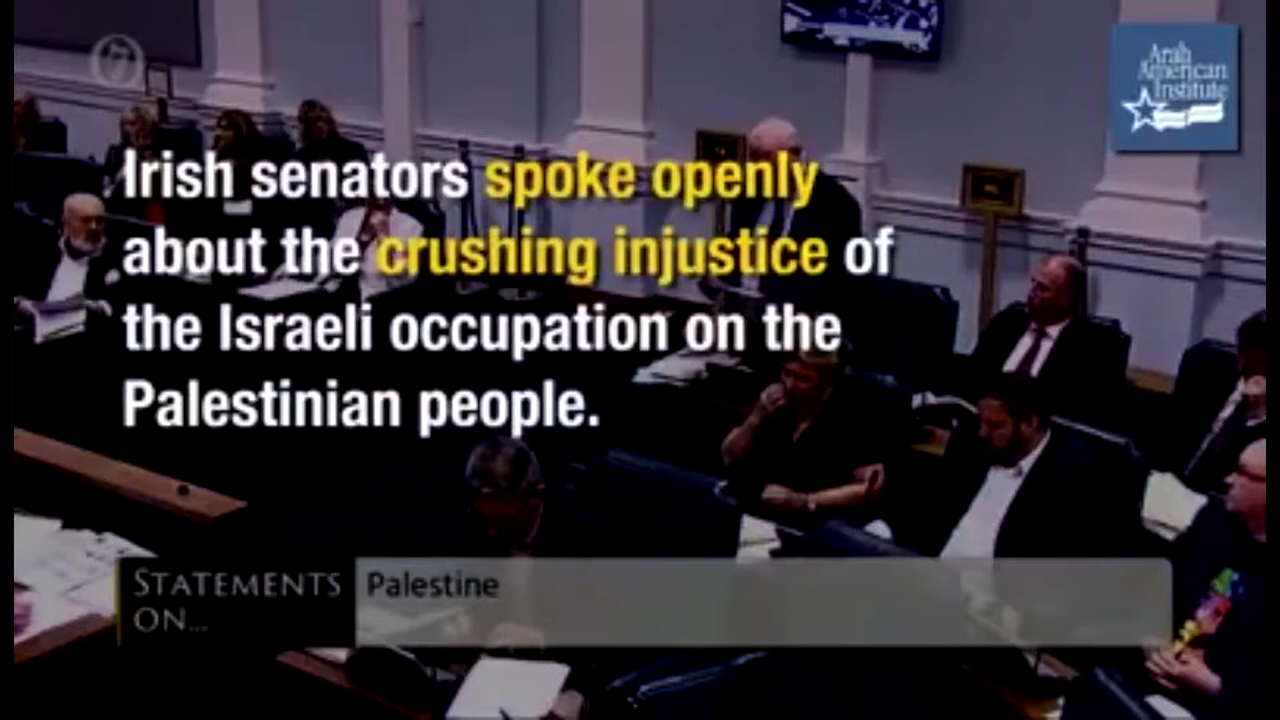 7
Arab
American
Institute
Irish senators spoke openly
about the crushing injustice of
the Israeli occupation on the
Palestinian people.
STATEMENTS
ON...
Palestine